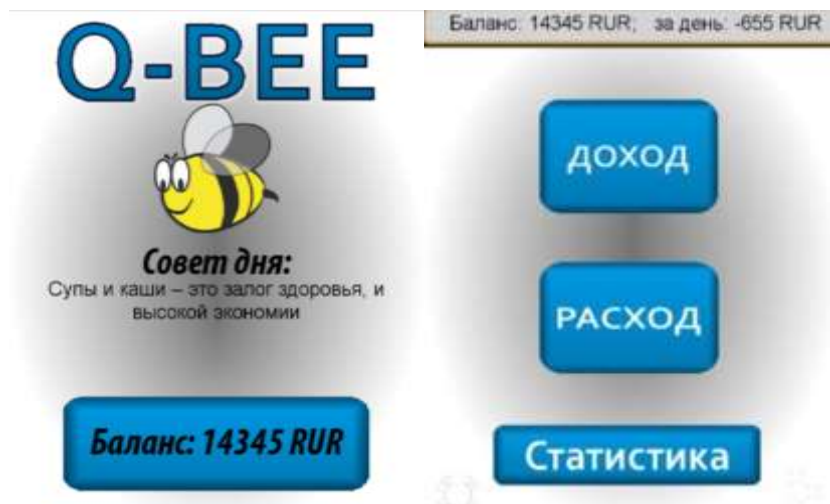 Q-BEE
Совет дня:
Супы и каши – это залог здоровья, и
высокой экономии
Баланс: 14345 RUR
Баланс: 14345 RUR; за день: -655 RUR
ДОХОД
РАСХОД
Статистика